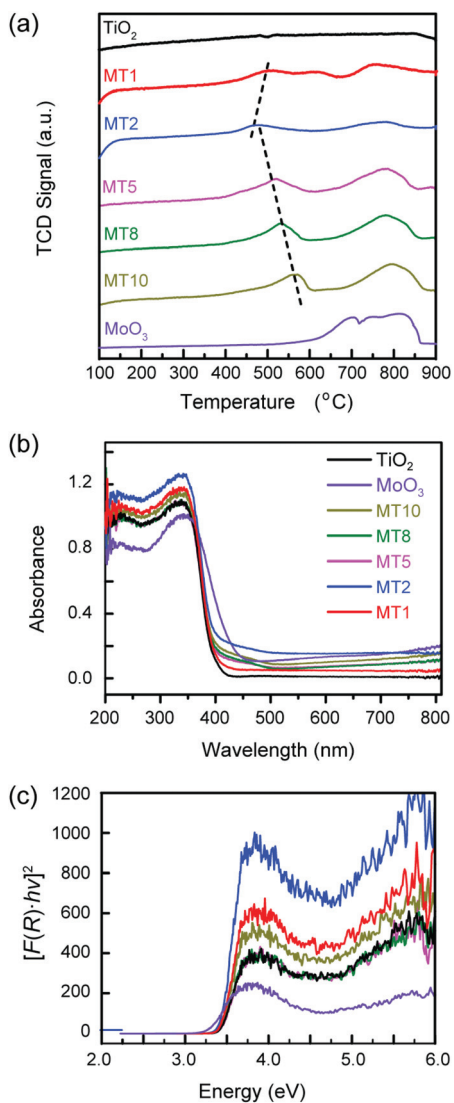 (a)
TiO2
MT1
MT2
MT5
MT8
MT10
MoO3
TCD Signal (a.u.)
100 200 300 400 500 600 700 800 900
Temperature (°C)
(b)
1.2
0.8
0.4
0.0
Absorbance
TiO2
MoO3
MT10
MT8
MT5
MT2
MT1
200 300 400 500 600 700 800
Wavelength (nm)
(c)
1200
1000
800
600
400
200
0
[F(R)·hv]²
2.0 3.0 4.0 5.0 6.0
Energy (eV)